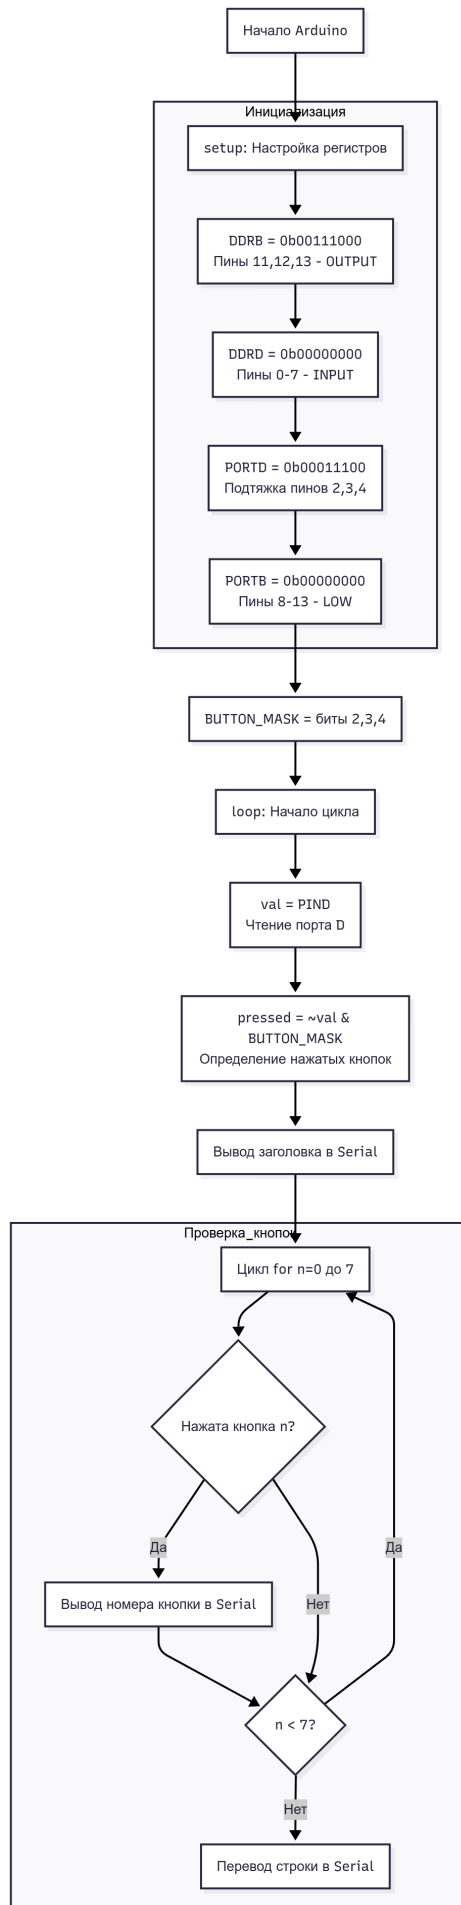 Начало Arduino
Инициализация
setup: Настройка регистров
DDRB = 0b00111000
Пины 11,12,13 - OUTPUT
DDRD = 0b00000000
Пины 0-7 - INPUT
PORTD = 0b00011100
Подтяжка пинов 2,3,4
PORTB = 0b00000000
Пины 8-13 - LOW
BUTTON_MASK = биты 2,3,4
loop: Начало цикла
val = PIND
Чтение порта D
pressed = ~val &
BUTTON_MASK
Определение нажатых кнопок
Вывод заголовка в Serial
Проверка_кнопок
Цикл for n=0 до 7
Нажата кнопка n?
Да
Да
Вывод номера кнопки в Serial
Нет
n < 7?
Нет
Перевод строки в Serial